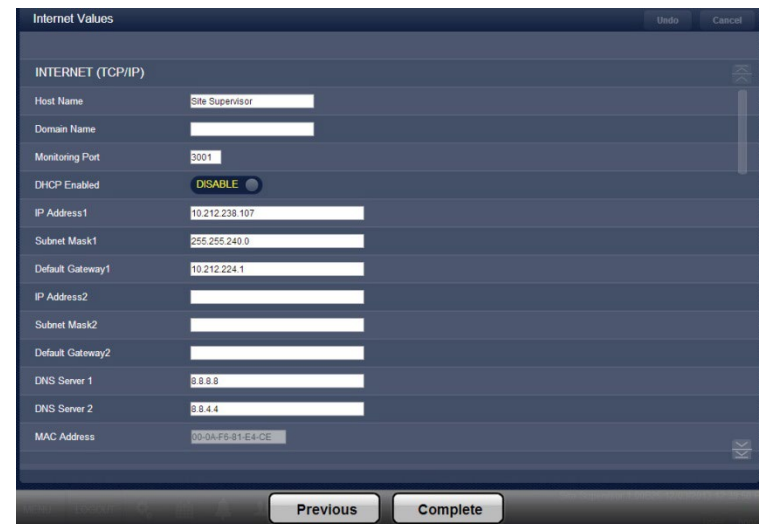 Internet Values Undo Cancel
INTERNET (TCP/IP)
Host Name Site Supervisor
Domain Name
Monitoring Port 3001
DHCP Enabled DISABLE
IP Address1 10.212.238.107
Subnet Mask1 255.255.240.0
Default Gateway1 10.212.224.1
IP Address2
Subnet Mask2
Default Gateway2
DNS Server 1 8.8.8.8
DNS Server 2 8.8.4.4
MAC Address 00-0A-F5-81-E4-CE
Previous Complete